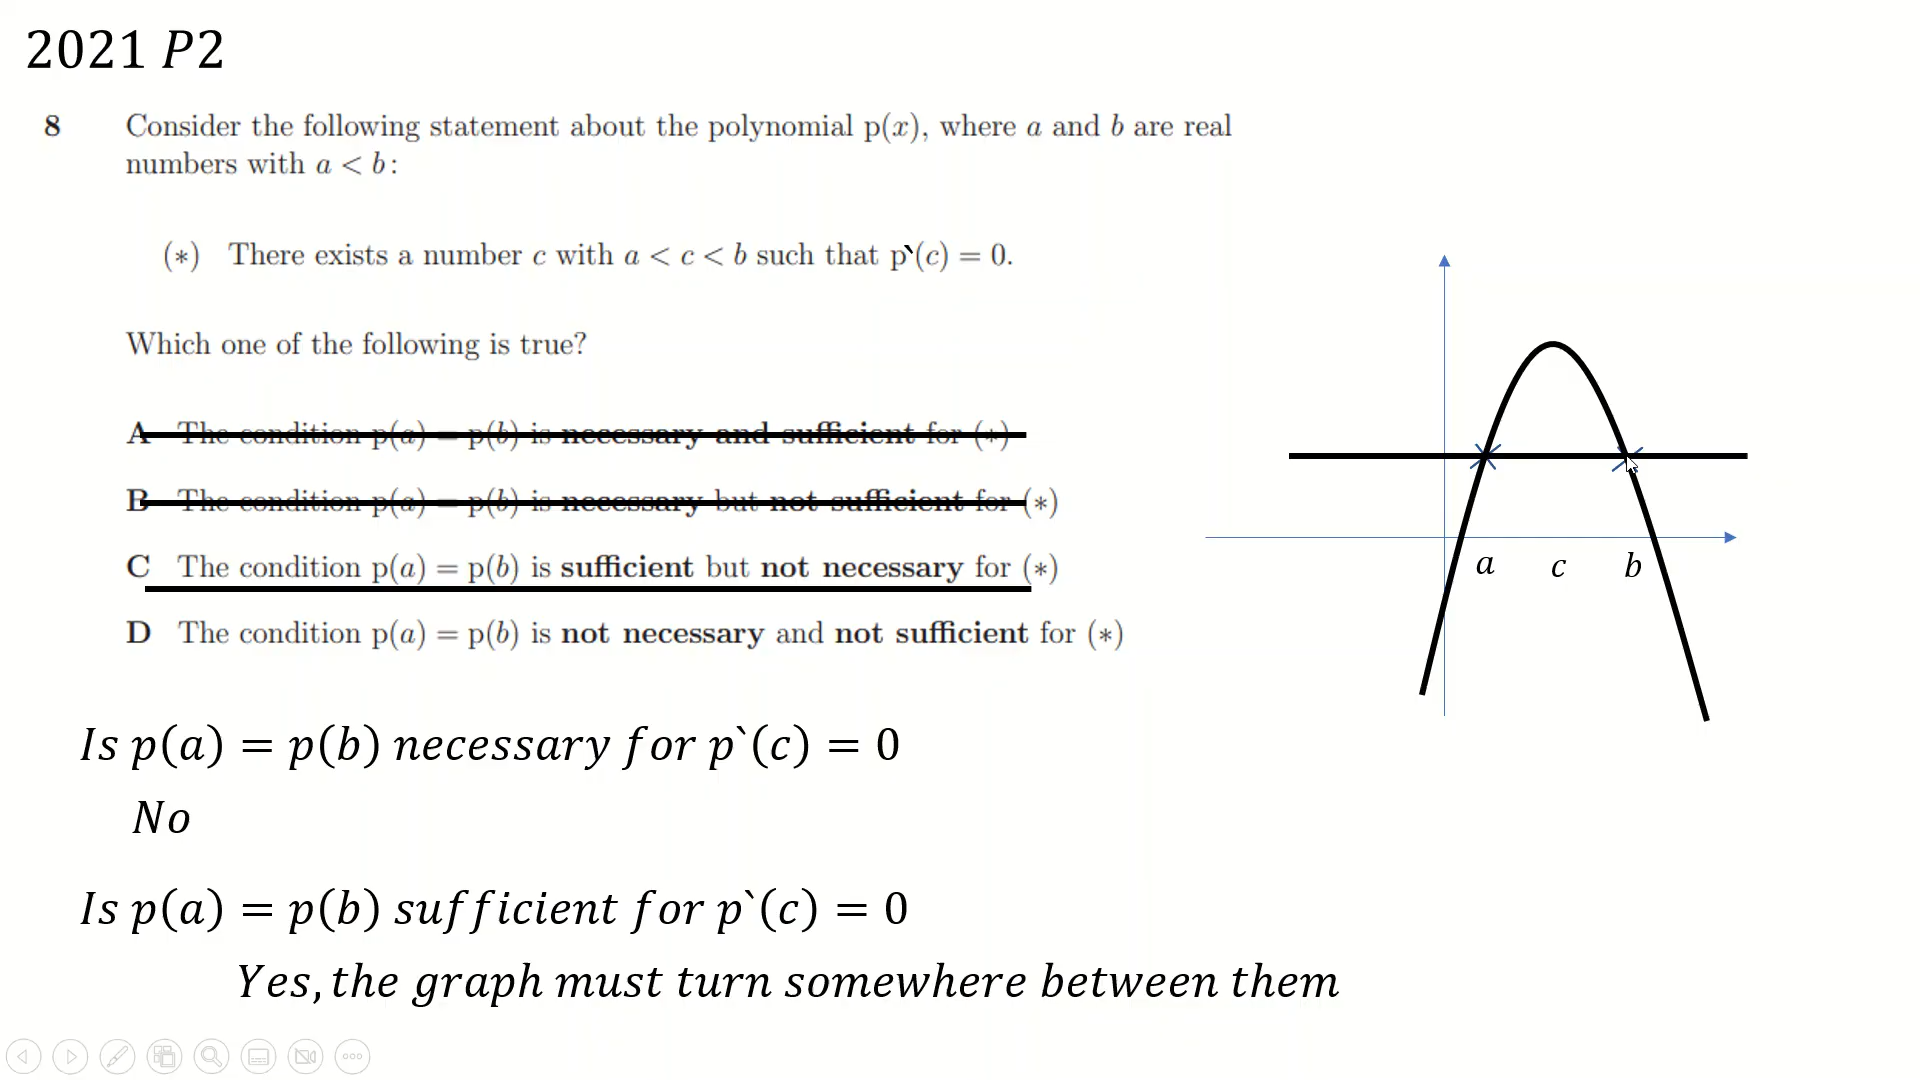 2021 P2
8 Consider the following statement about the polynomial p(x), where a and b are real
numbers with a < b:
(*) There exists a number c with a < c < b such that p`(c) = 0.
Which one of the following is true?
A The condition p(a) = p(b) is necessary and sufficient for (*)
B The condition p(a) = p(b) is necessary but not sufficient for (*)
C The condition p(a) = p(b) is sufficient but not necessary for (*)
D The condition p(a) = p(b) is not necessary and not sufficient for (*)
a c b
Is p(a) = p(b) necessary for p`(c) = 0
No
Is p(a) = p(b) sufficient for p`(c) = 0
Yes, the graph must turn somewhere between them